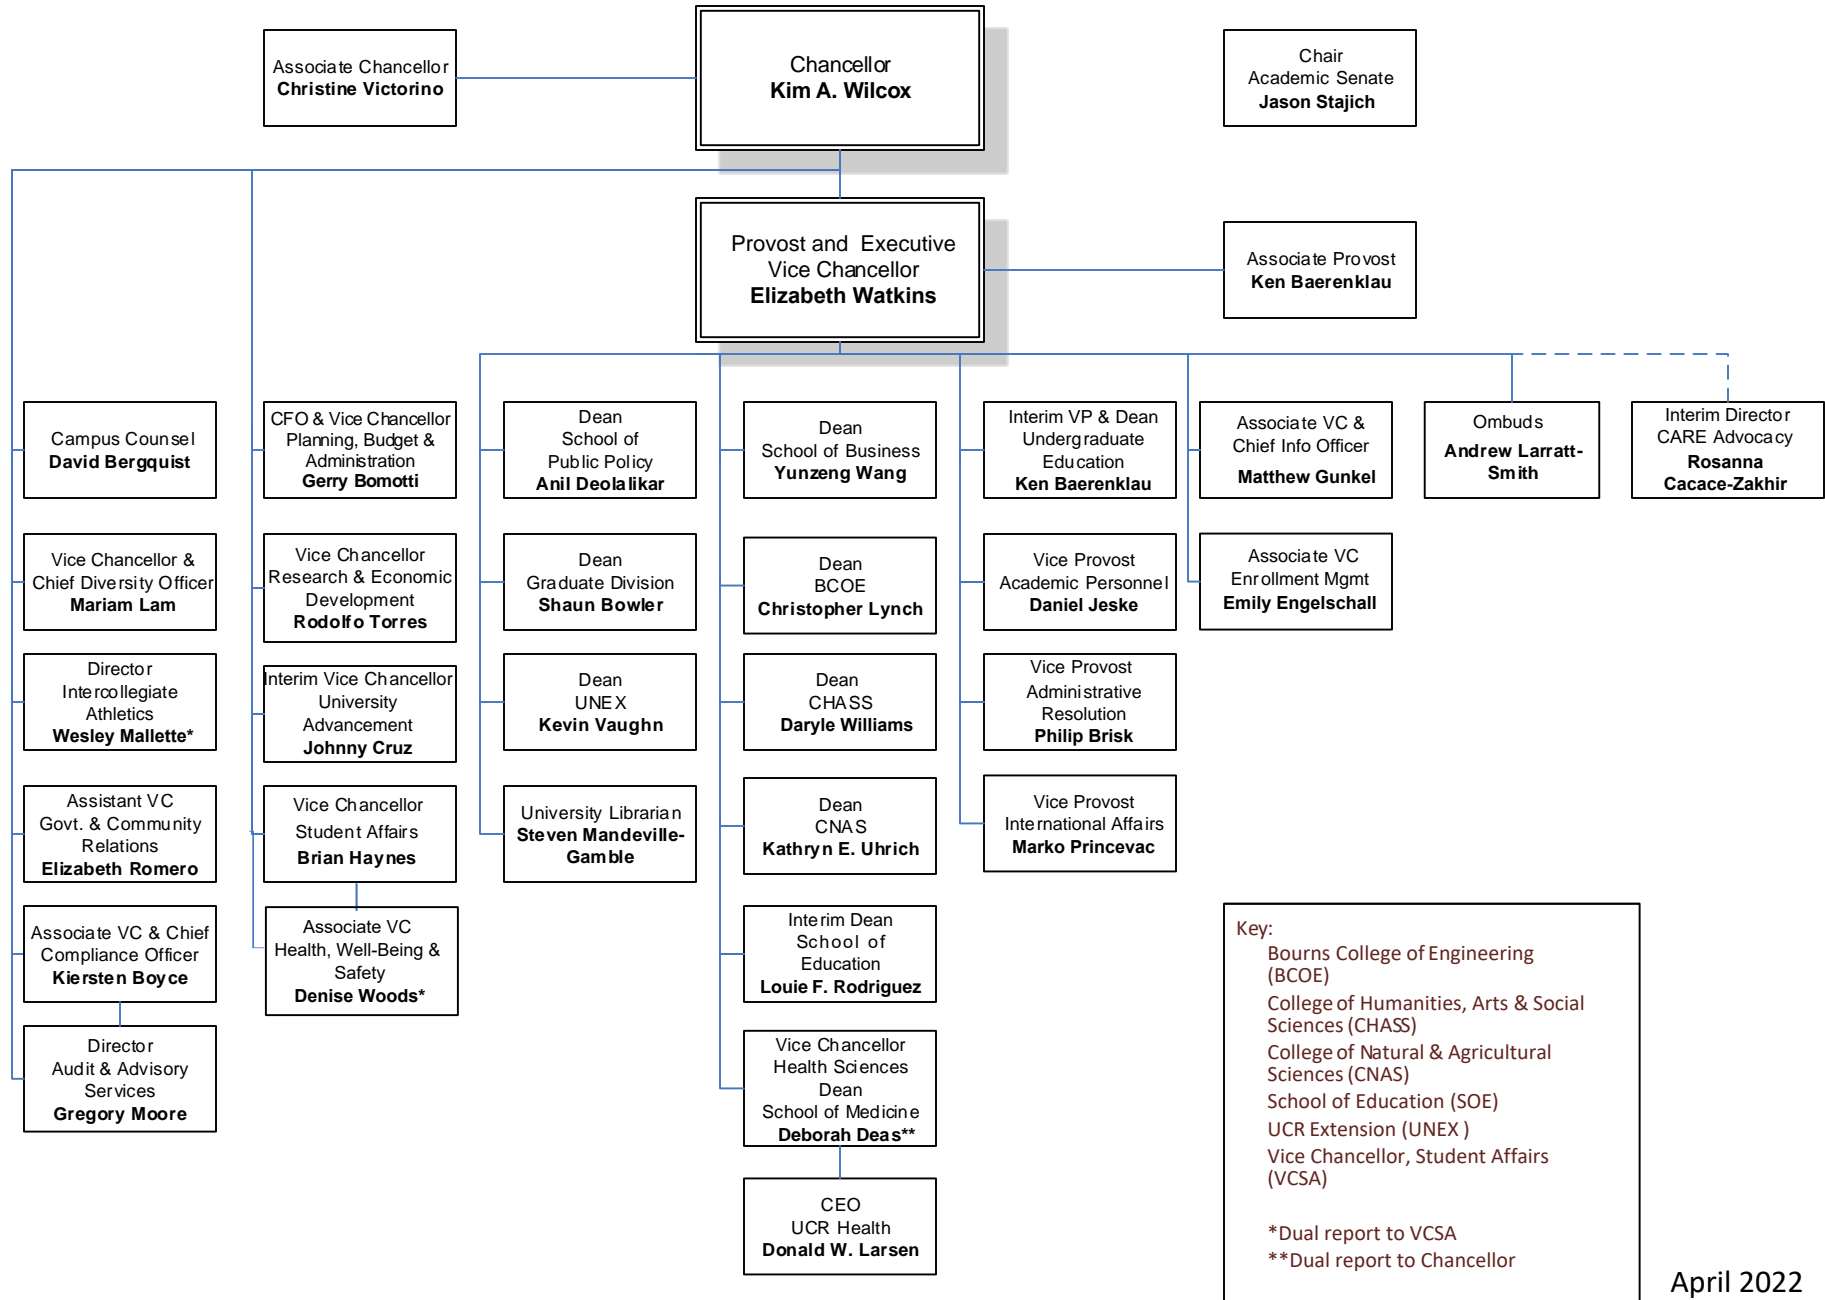 Associate Chancellor
Christine Victorino
Chancellor
Kim A. Wilcox
Chair
Academic Senate
Jason Stajich
Provost and Executive
Vice Chancellor
Elizabeth Watkins
Associate Provost
Ken Baerenklau
Campus Counsel
David Bergquist
Vice Chancellor &
Chief Diversity Officer
Mariam Lam
Director
Intercollegiate
Athletics
Wesley Mallette*
Assistant VC
Govt. & Community
Relations
Elizabeth Romero
Associate VC & Chief
Compliance Officer
Kiersten Boyce
Director
Audit & Advisory
Services
Gregory Moore
CFO & Vice Chancellor
Planning, Budget &
Administration
Gerry Bomotti
Vice Chancellor
Research & Economic
Development
Rodolfo Torres
Interim Vice Chancellor
University
Advancement
Johnny Cruz
Vice Chancellor
Student Affairs
Brian Haynes
Associate VC
Health, Well-Being &
Safety
Denise Woods*
Dean
School of
Public Policy
Anil Deolalikar
Dean
Graduate Division
Shaun Bowler
Dean
UNEX
Kevin Vaughn
University Librarian
Steven Mandeville-
Gamble
Dean
School of Business
Yunzeng Wang
Dean
BCOE
Christopher Lynch
Dean
CHASS
Daryle Williams
Dean
CNAS
Kathryn E. Uhrich
Interim Dean
School of
Education
Louie F. Rodriguez
Vice Chancellor
Health Sciences
Dean
School of Medicine
Deborah Deas**
CEO
UCR Health
Donald W. Larsen
Interim VP & Dean
Undergraduate
Education
Ken Baerenklau
Vice Provost
Academic Personnel
Daniel Jeske
Vice Provost
Administrative
Resolution
Philip Brisk
Vice Provost
International Affairs
Marko Princevac
Associate VC &
Chief Info Officer
Matthew Gunkel
Associate VC
Enrollment Mgmt
Emily Engelschall
Ombuds
Andrew Larratt-
Smith
Interim Director
CARE Advocacy
Rosanna
Cacace-Zakhir
Key:
Bourns College of Engineering
(BCOE)
College of Humanities, Arts & Social
Sciences (CHASS)
College of Natural & Agricultural
Sciences (CNAS)
School of Education (SOE)
UCR Extension (UNEX )
Vice Chancellor, Student Affairs
(VCSA)
*Dual report to VCSA
**Dual report to Chancellor
April 2022